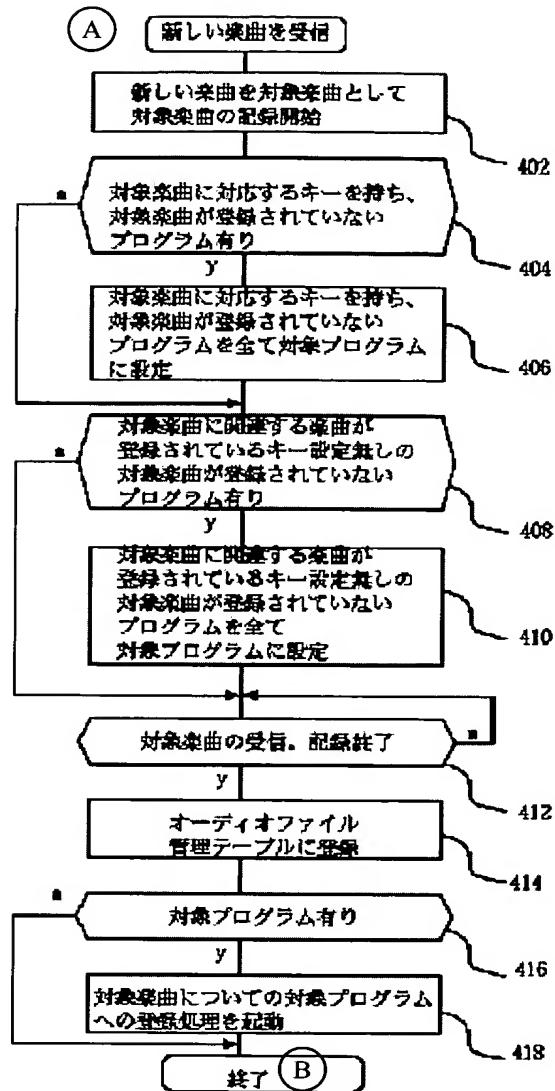 A
新しい楽曲を受信
新しい楽曲を対象楽曲として
対象楽曲の記録開始
402
n
対象楽曲に対応するキーを持ち、
対象楽曲が登録されていない
プログラム有り
404
y
対象楽曲に対応するキーを持ち、
対象楽曲が登録されていない
プログラムを全て対象プログラム
に設定
406
n
対象楽曲に関連する楽曲が
登録されているキー設定無しの
対象楽曲が登録されていない
プログラム有り
408
y
対象楽曲に関連する楽曲が
登録されているキー設定無しの
対象楽曲が登録されていない
プログラムを全て
対象プログラムに設定
410
対象楽曲の受信、記録終了
n
412
y
オーディオファイル
管理テーブルに登録
414
n
対象プログラム有り
416
y
対象楽曲についての対象プログラム
への登録処理を起動
418
終了
B